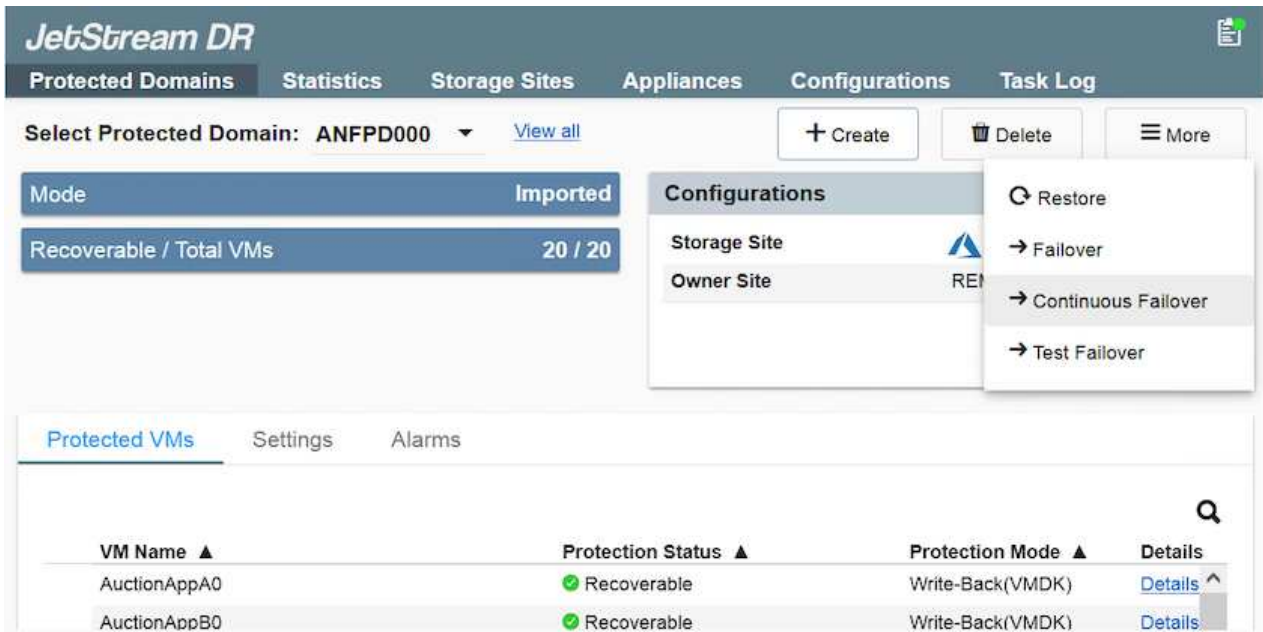 JetStream DR
Protected Domains Statistics Storage Sites Appliances Configurations Task Log
Select Protected Domain: ANFPD000 View all + Create Delete More
Mode Imported
Recoverable / Total VMs 20 / 20
Configurations
Storage Site
Owner Site
Restore
Failover
Continuous Failover
Test Failover
Protected VMs Settings Alarms
VM Name ▲ Protection Status ▲ Protection Mode ▲ Details
AuctionAppA0 Recoverable Write-Back(VMDK) Details
AuctionAppB0 Recoverable Write-Back(VMDK) Details